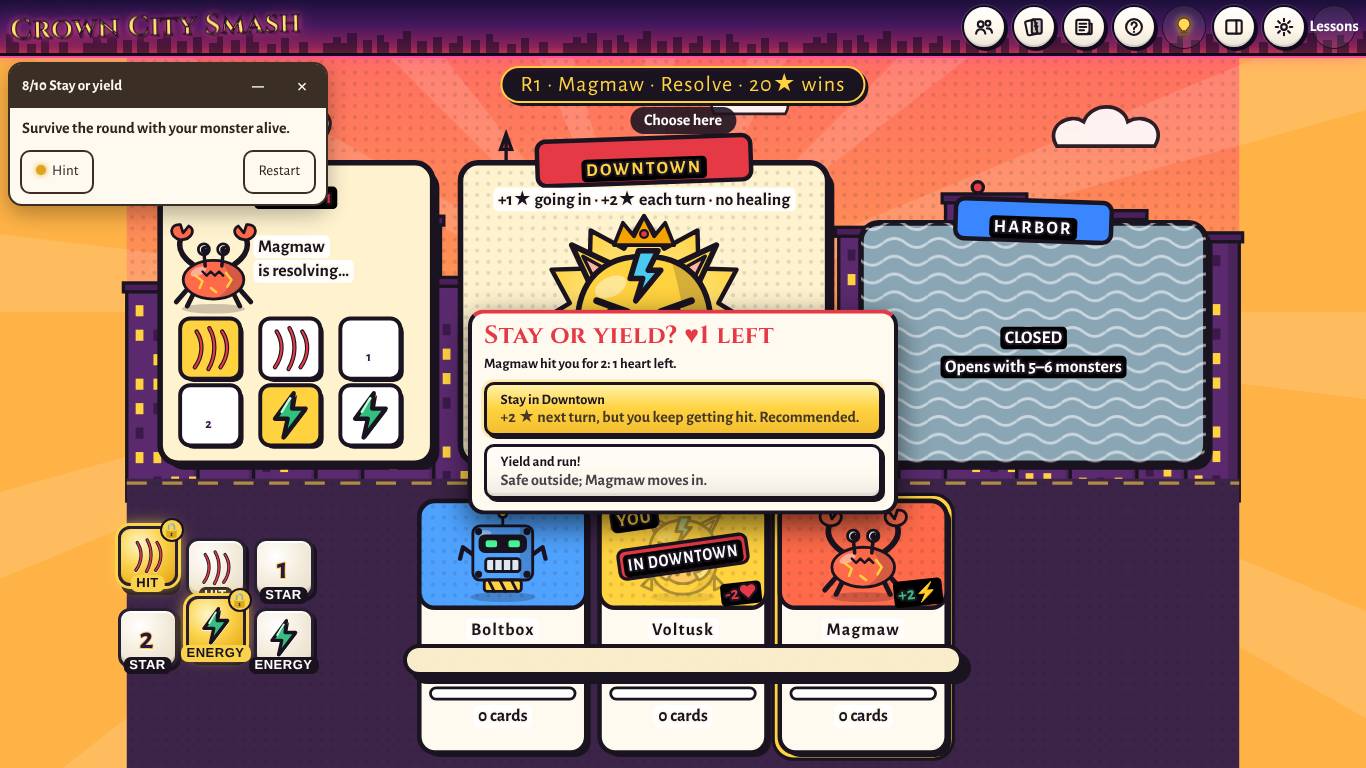 Crown City Smash
Lessons
8/10 Stay or yield
Survive the round with your monster alive.
Hint
Restart
R1 · Magmaw · Resolve · 20★ wins
Choose here
DOWNTOWN
+1★ going in · +2★ each turn · no healing
HARBOR
CLOSED
Opens with 5–6 monsters
Magmaw
is resolving...
1
2
Stay or yield? ♥1 left
Magmaw hit you for 2: 1 heart left.
Stay in Downtown
+2 ★ next turn, but you keep getting hit. Recommended.
Yield and run!
Safe outside; Magmaw moves in.
HIT
1
STAR
2
STAR
ENERGY
ENERGY
YOU
IN DOWNTOWN
-2♥
+2⚡
Boltbox
Voltusk
Magmaw
0 cards
0 cards
0 cards